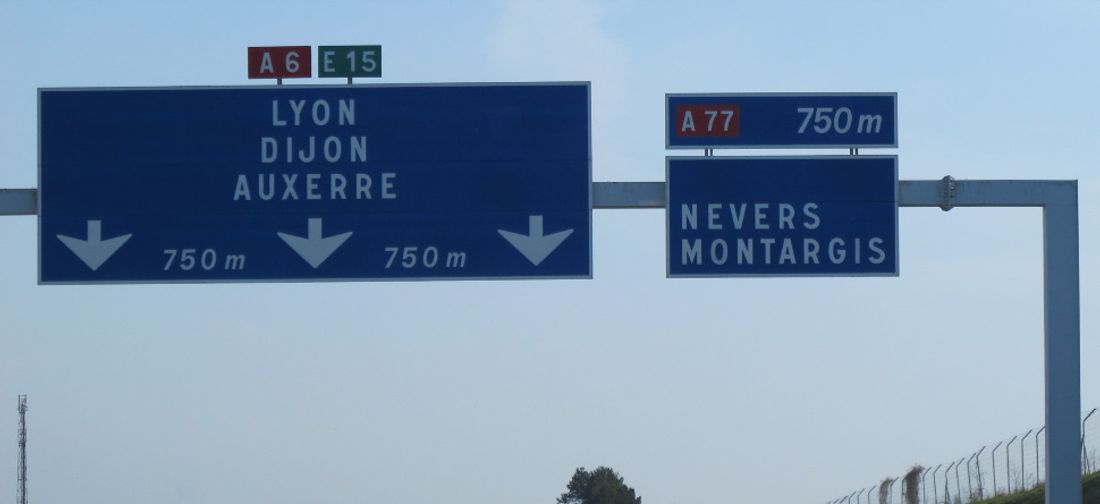 A 6 E 15
LYON
DIJON
AUXERRE
750 m 750 m
A 77 750 m
NEVERS
MONTARGIS